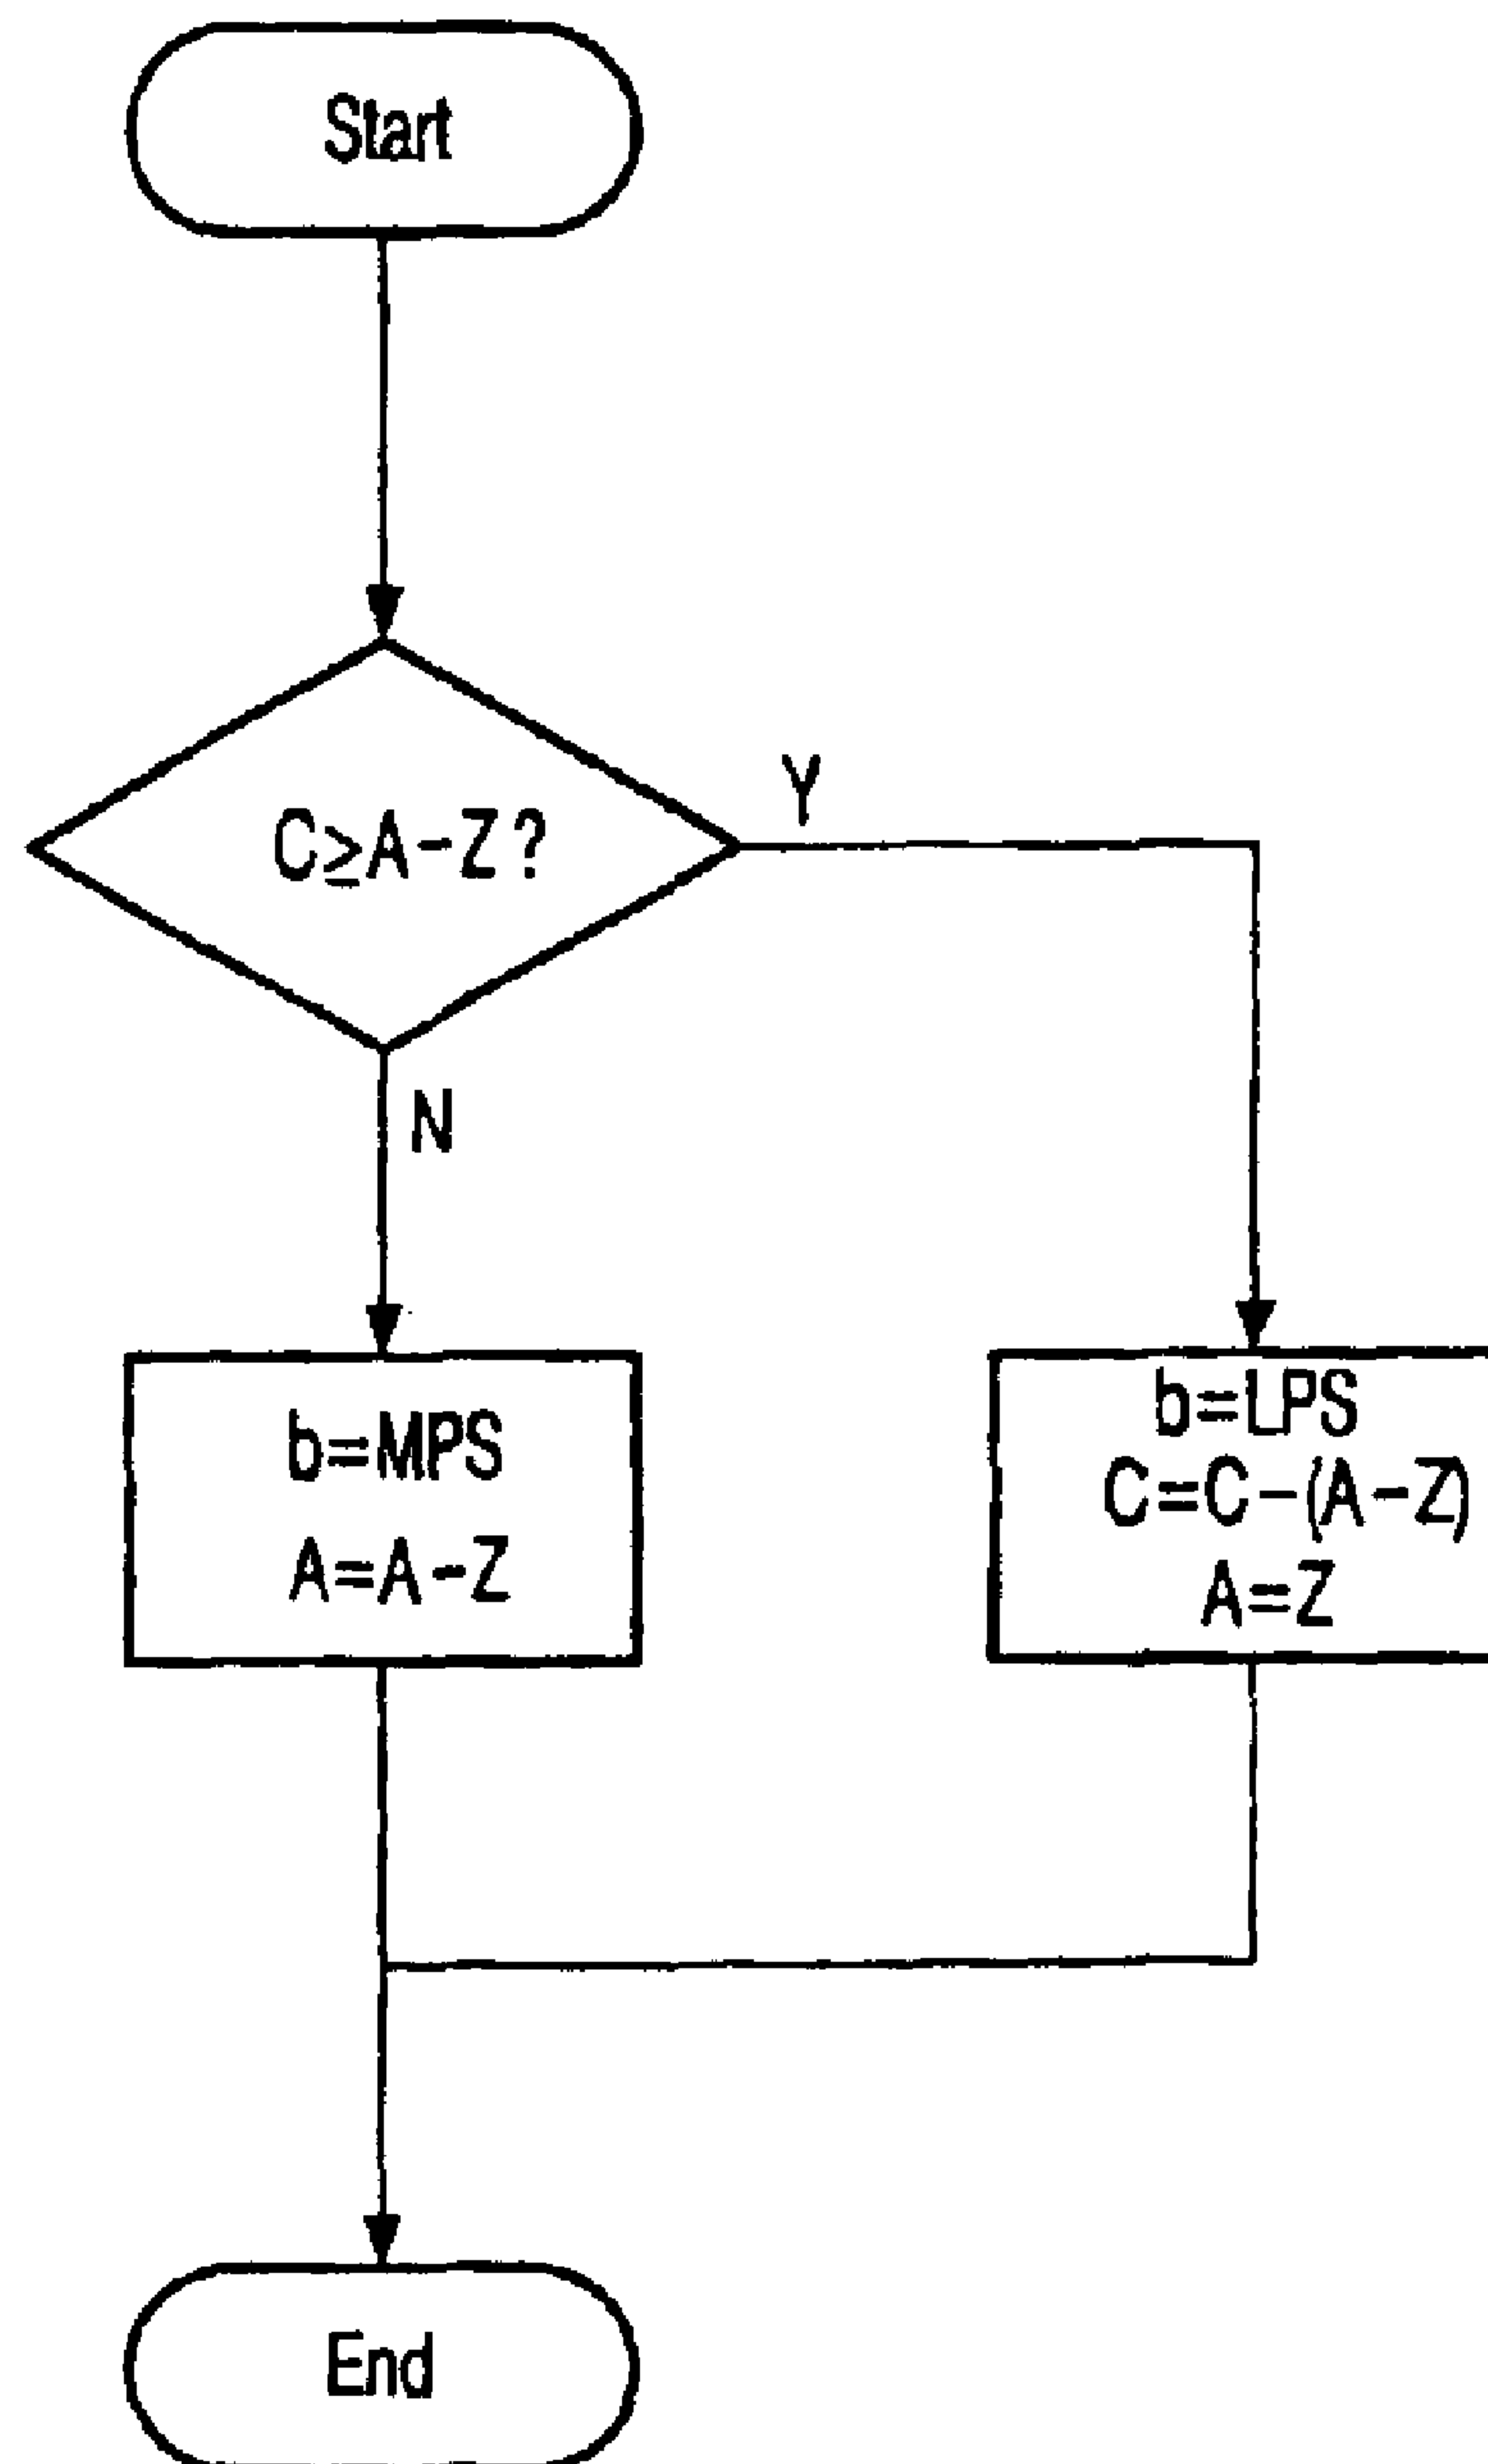 Start
C≥A-Z?
Y
N
b=MPS
A=A-Z
b=LPS
C=C-(A-Z)
A=Z
End